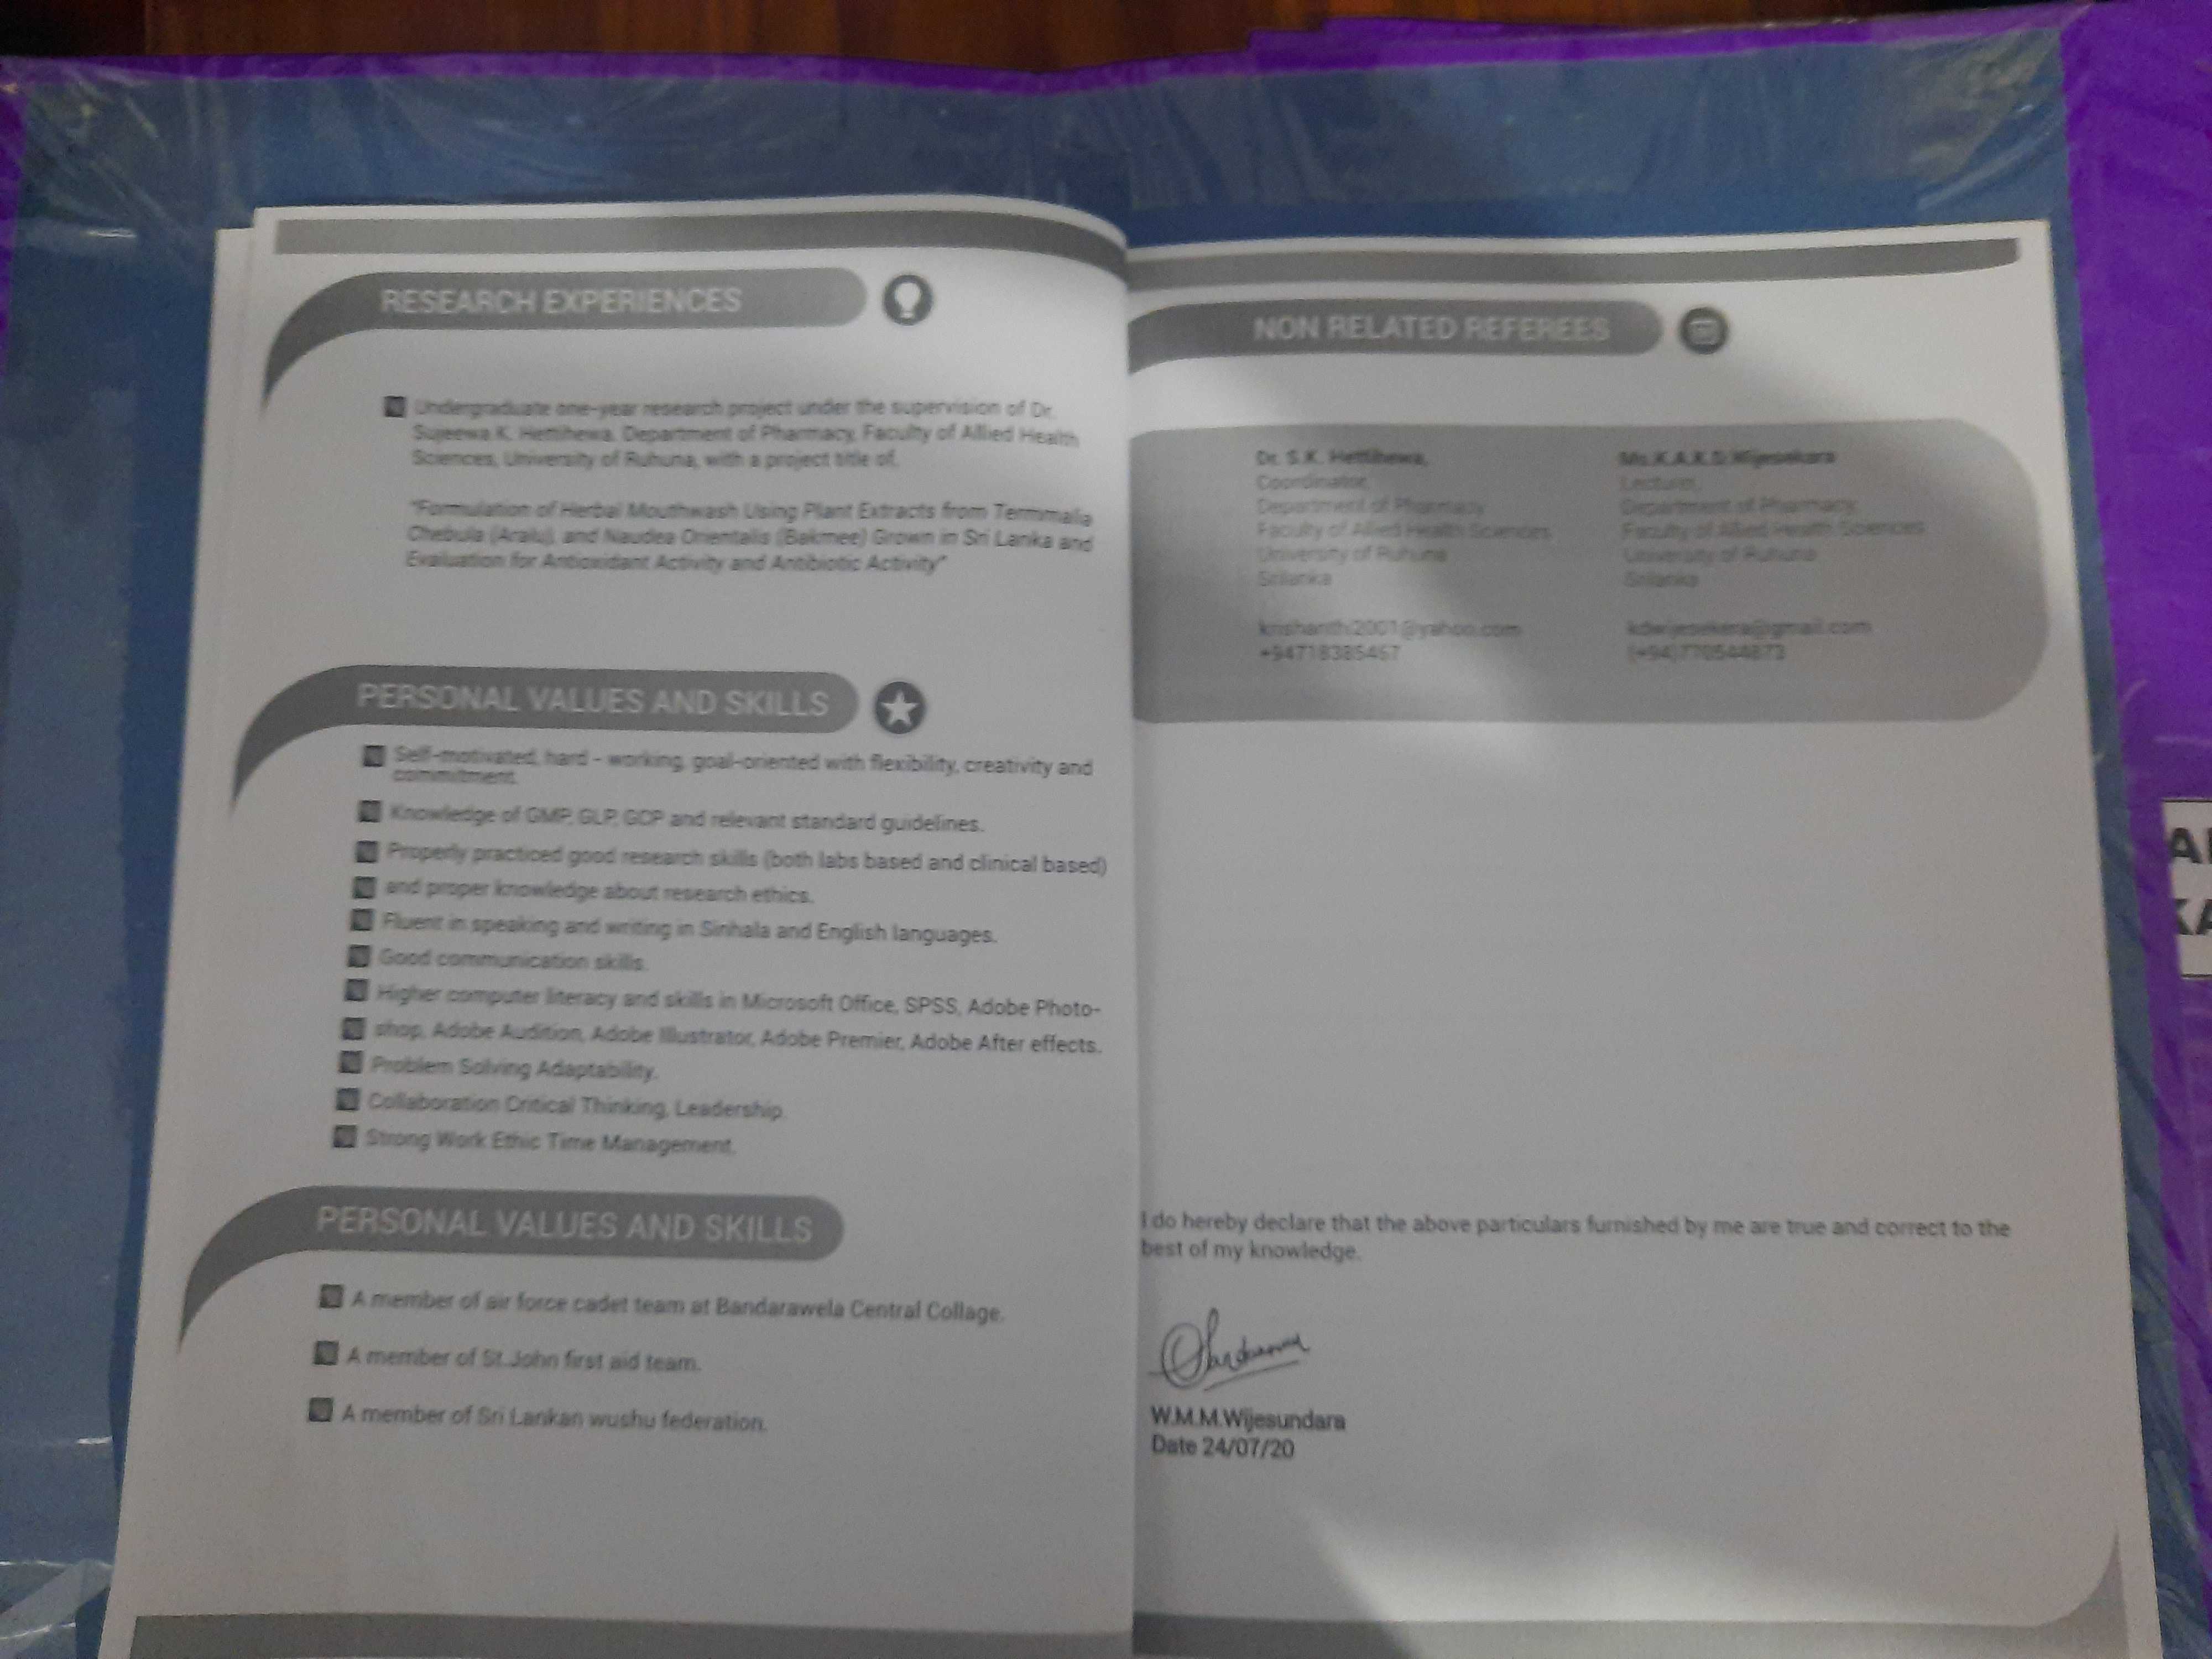 RESEARCH EXPERIENCES
Undergraduate one-year research project under the supervision of Dr.
Sujeewa K. Hettihewa, Department of Pharmacy, Faculty of Allied Health
Sciences, University of Ruhuna, with a project title of,
"Formulation of Herbal Mouthwash Using Plant Extracts from Terminalia
Chebula (Aralu), and Naudea Orientalis (Bakmee) Grown in Sri Lanka and
Evaluation for Antioxidant Activity and Antibiotic Activity"
PERSONAL VALUES AND SKILLS
Self-motivated, hard - working, goal-oriented with flexibility, creativity and
commitment.
Knowledge of GMP, GLP, GCP and relevant standard guidelines.
Properly practiced good research skills (both labs based and clinical based)
and proper knowledge about research ethics.
Fluent in speaking and writing in Sinhala and English languages.
Good communication skills.
Higher computer literacy and skills in Microsoft Office, SPSS, Adobe Photo-
shop, Adobe Audition, Adobe Illustrator, Adobe Premier, Adobe After effects.
Problem Solving Adaptability.
Collaboration Critical Thinking, Leadership.
Strong Work Ethic Time Management.
PERSONAL VALUES AND SKILLS
A member of air force cadet team at Bandarawela Central Collage.
A member of St.John first aid team.
A member of Sri Lankan wushu federation.
NON RELATED REFEREES
Dr. S.K. Hettihewa,
Coordinator,
Department of Pharmacy
Faculty of Allied Health Sciences
University of Ruhuna
Srilanka
krishanthi2001@yahoo.com
+94718385457
Ms.K.A.K.D.Wijesekara
Lecture,
Department of Pharmacy,
Faculty of Allied Health Sciences
University of Ruhuna
Srilanka
kdwijesekera@gmail.com
I do hereby declare that the above particulars furnished by me are true and correct to the
best of my knowledge.
W.M.M.Wijesundara
Date 24/07/20